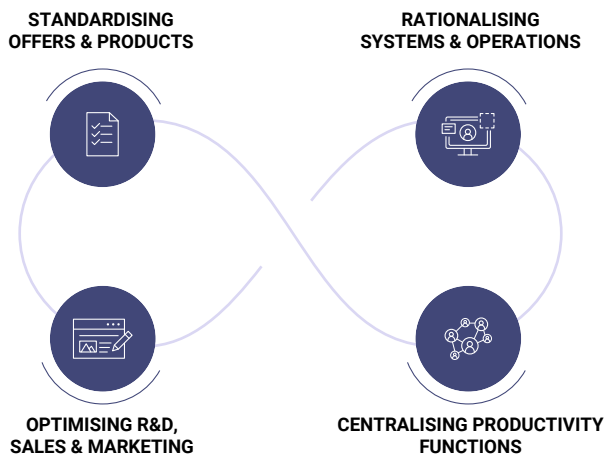 STANDARDISING
OFFERS & PRODUCTS
RATIONALISING
SYSTEMS & OPERATIONS
OPTIMISING R&D,
SALES & MARKETING
CENTRALISING PRODUCTIVITY
FUNCTIONS